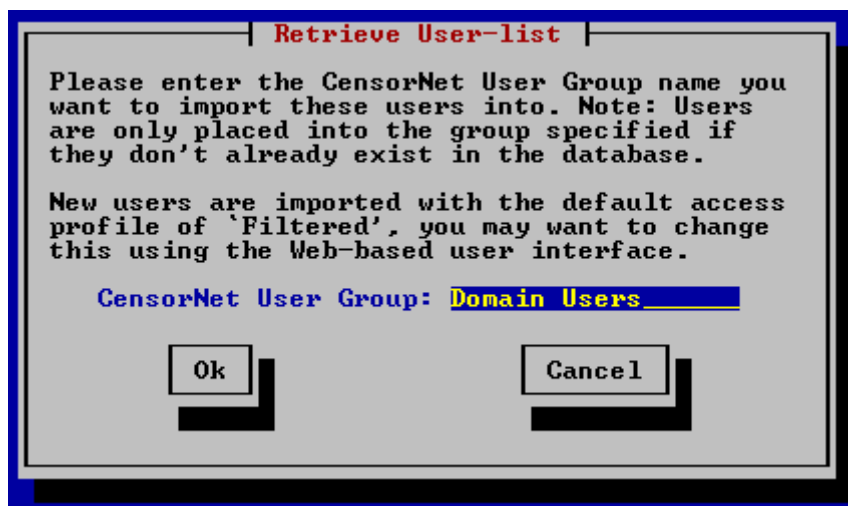 Retrieve User-list
Please enter the CensorNet User Group name you
want to import these users into. Note: Users
are only placed into the group specified if
they don't already exist in the database.
New users are imported with the default access
profile of `Filtered', you may want to change
this using the Web-based user interface.
CensorNet User Group: Domain Users
Ok
Cancel